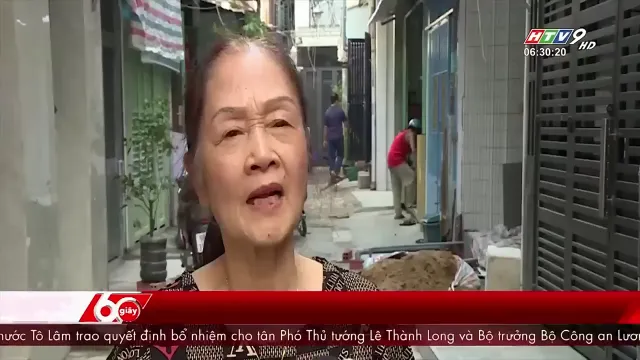 HTV9 HD
06:30:20
60 giây
nước Tô Lâm trao quyết định bổ nhiệm cho tân Phó Thủ tướng Lê Thành Long và Bộ trưởng Bộ Công an Lươ